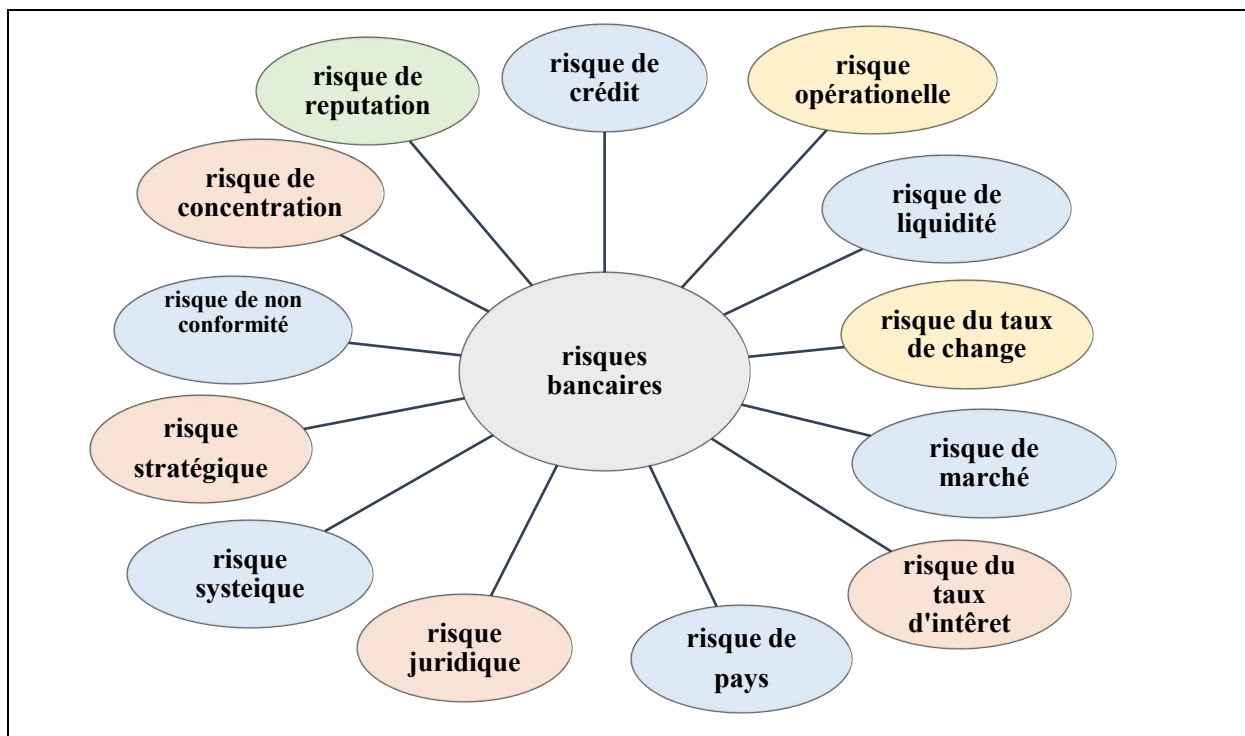 risque de
reputation
risque de
crédit
risque
opérationelle
risque de
concentration
risque de
liquidité
risque de non
conformité
risque du taux
de change
risques
bancaires
risque
stratégique
risque de
marché
risque
systeique
risque du
taux
d'intêret
risque
juridique
risque de
pays